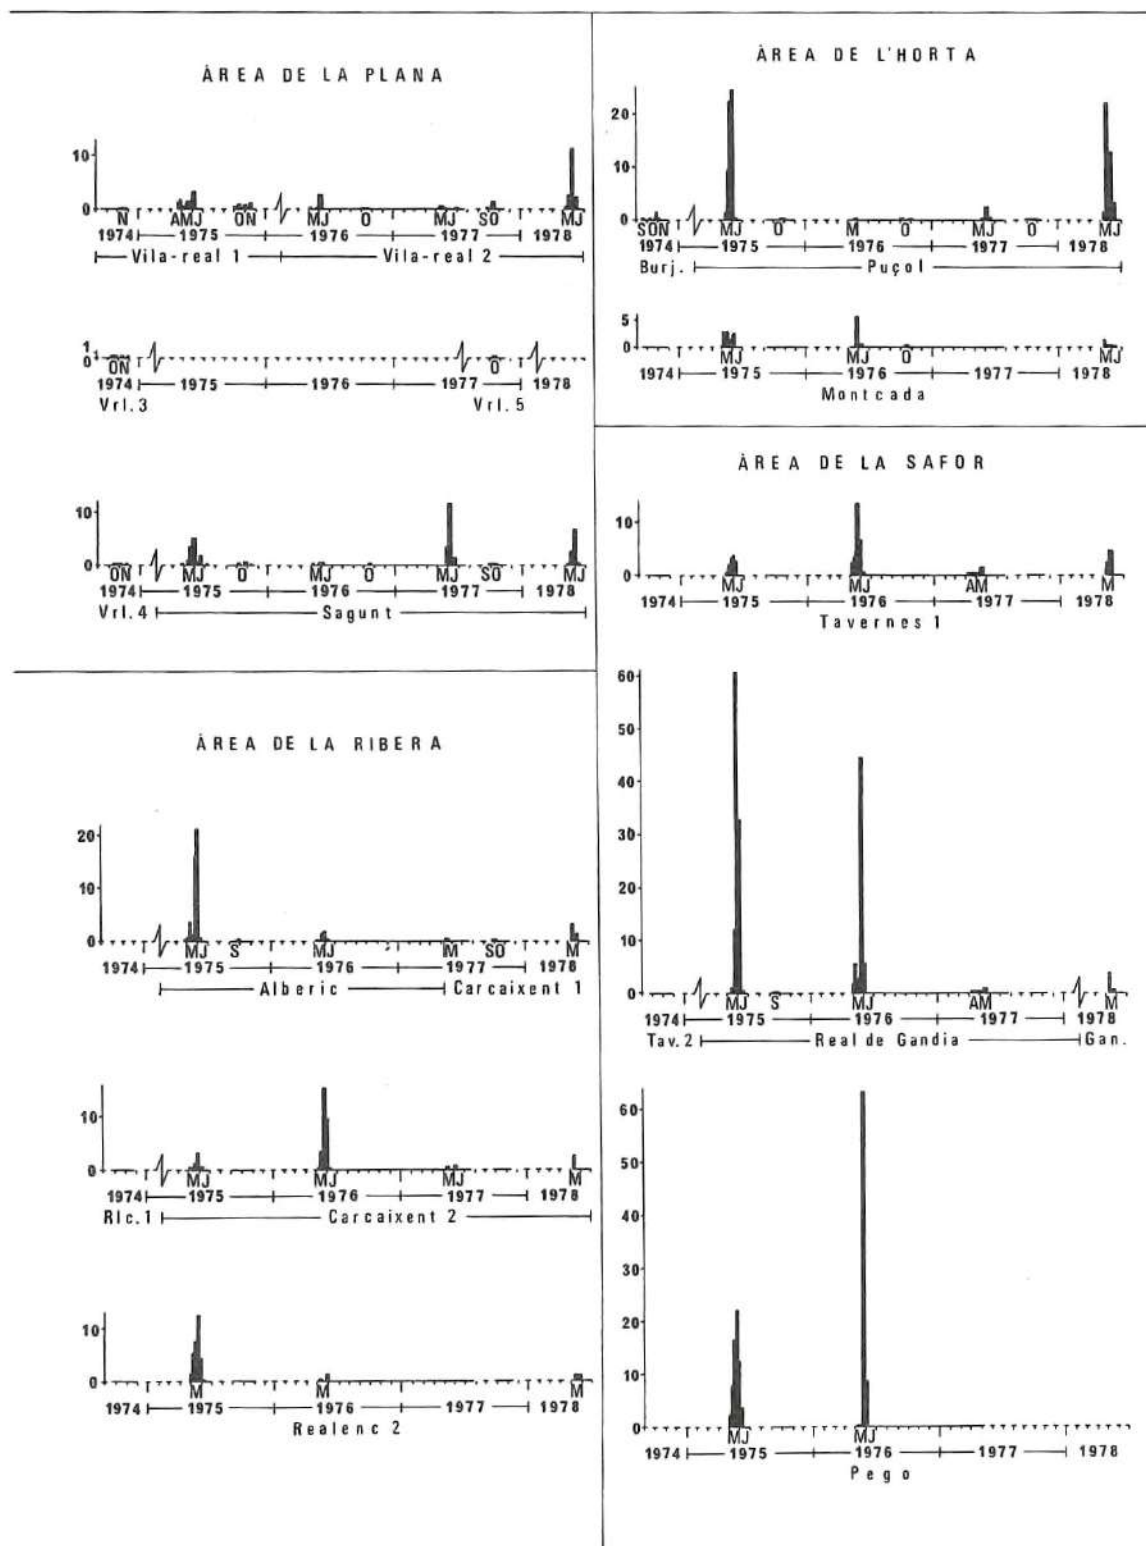 ÀREA DE LA PLANA
10
0
N AMJ ON MJ O MJ SO MJ
1974 1975 1976 1977 1978
Vila-real 1 Vila-real 2
1
0
1
ON O
1974 1975 1976 1977 1978
Vrl.3 Vrl.5
10
0
ON MJ O MJ O MJ SO MJ
1974 1975 1976 1977 1978
Vrl.4 Sagunt
ÀREA DE L'HORTA
20
10
0
SON MJ O M O MJ O MJ
1974 1975 1976 1977 1978
Burj. Puçol
5
0
MJ MJ O MJ
1974 1975 1976 1977 1978
Montcada
ÀREA DE LA RIBERA
20
10
0
MJ S MJ M SO M
1974 1975 1976 1977 1978
Alberic Carcaixent 1
10
0
MJ MJ MJ M
1974 1975 1976 1977 1978
Rlc.1 Carcaixent 2
10
0
M M M
1974 1975 1976 1977 1978
Realenc 2
ÀREA DE LA SAFOR
10
0
MJ MJ AM M
1974 1975 1976 1977 1978
Tavernes 1
60
50
40
30
20
10
0
MJ S MJ AM M
1974 1975 1976 1977 1978
Tav.2 Real de Gandia Gan.
60
50
40
30
20
10
0
MJ MJ
1974 1975 1976 1977 1978
Pego